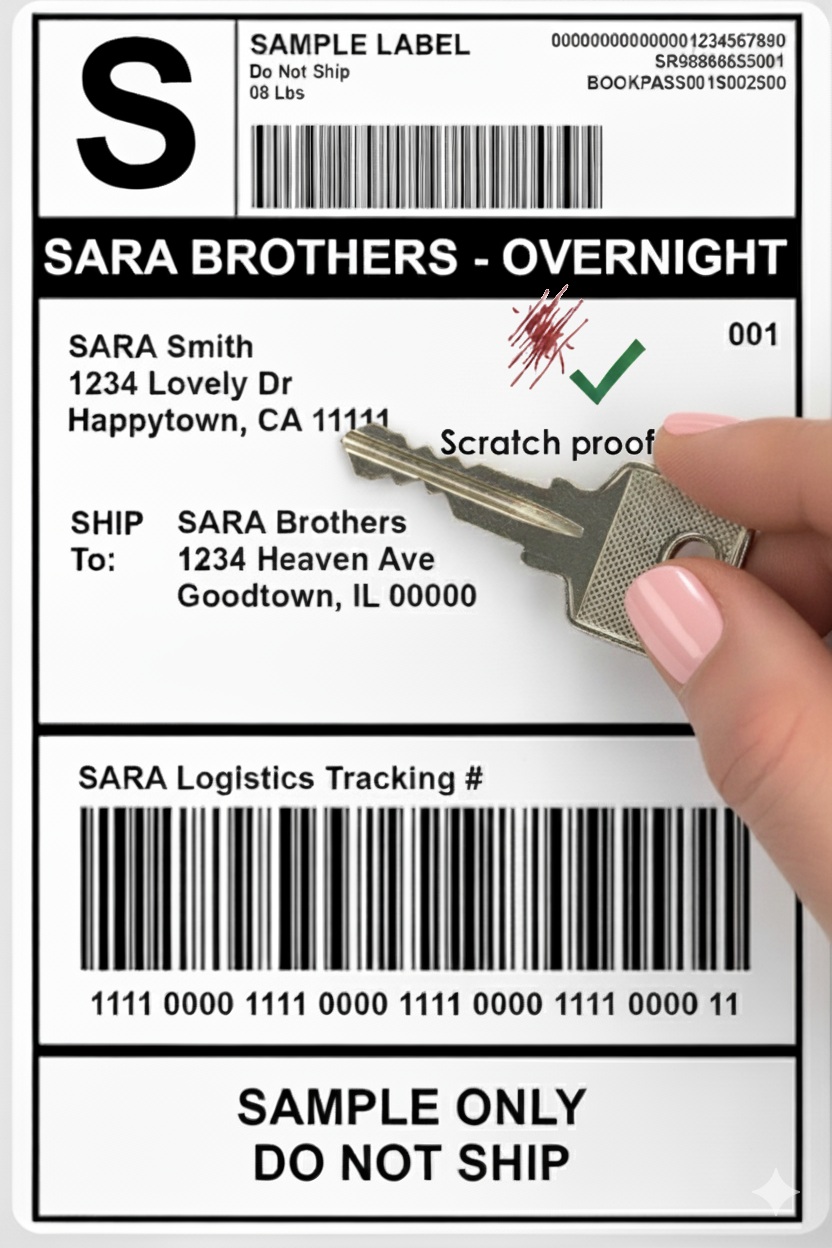 S
SAMPLE LABEL
Do Not Ship
08 Lbs
000000000000001234567890
SR988666S5001
BOOKPASS001S002S00
SARA BROTHERS - OVERNIGHT
001
SARA Smith
1234 Lovely Dr
Happytown, CA 11111
Scratch proof
SHIP To:
SARA Brothers
1234 Heaven Ave
Goodtown, IL 00000
SARA Logistics Tracking #
1111 0000 1111 0000 1111 0000 1111 0000 11
SAMPLE ONLY
DO NOT SHIP